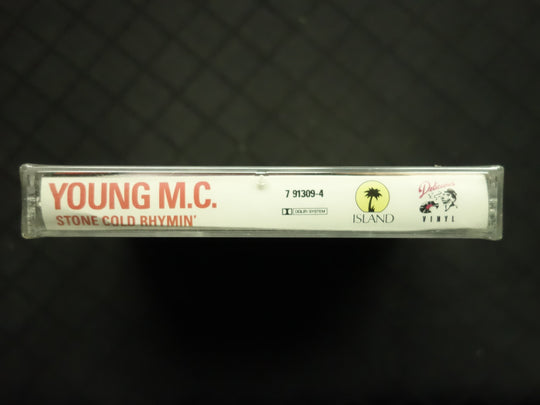 YOUNG M.C.
STONE COLD RHYMIN'
7 91309-4
DOLBY SYSTEM
ISLAND
Delicious
VINYL